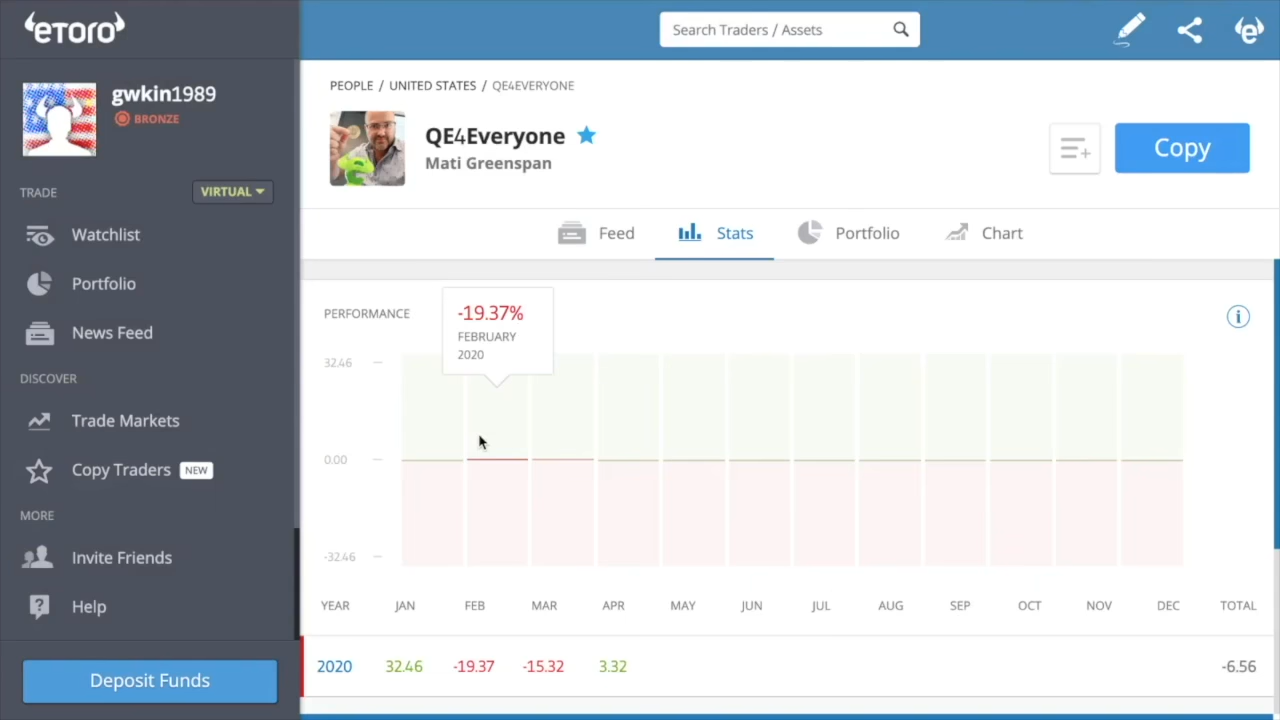 eToro
Search Traders / Assets
gwkin1989
BRONZE
TRADE
VIRTUAL
Watchlist
Portfolio
News Feed
DISCOVER
Trade Markets
Copy Traders NEW
MORE
Invite Friends
Help
Deposit Funds
PEOPLE / UNITED STATES / QE4EVERYONE
QE4Everyone
Mati Greenspan
Copy
Feed
Stats
Portfolio
Chart
PERFORMANCE
-19.37%
FEBRUARY
2020
32.46
0.00
-32.46
YEAR JAN FEB MAR APR MAY JUN JUL AUG SEP OCT NOV DEC TOTAL
2020 32.46 -19.37 -15.32 3.32 -6.56